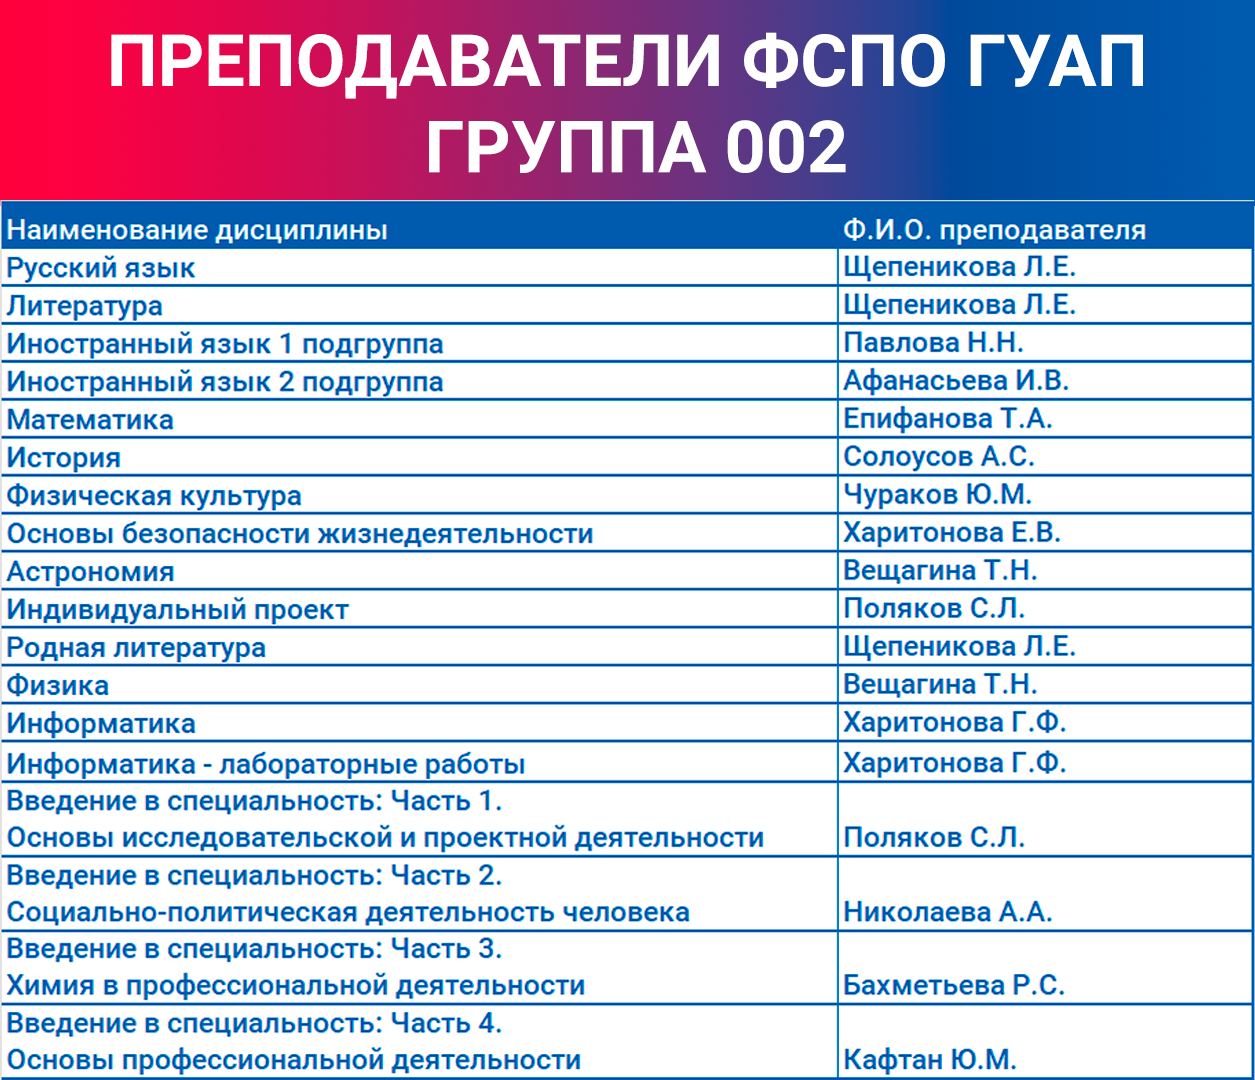 ПРЕПОДАВАТЕЛИ ФСПО ГУАП
ГРУППА 002
Наименование дисциплины Ф.И.О. преподавателя
Русский язык Щепеникова Л.Е.
Литература Щепеникова Л.Е.
Иностранный язык 1 подгруппа Павлова Н.Н.
Иностранный язык 2 подгруппа Афанасьева И.В.
Математика Епифанова Т.А.
История Солоусов А.С.
Физическая культура Чураков Ю.М.
Основы безопасности жизнедеятельности Харитонова Е.В.
Астрономия Вещагина Т.Н.
Индивидуальный проект Поляков С.Л.
Родная литература Щепеникова Л.Е.
Физика Вещагина Т.Н.
Информатика Харитонова Г.Ф.
Информатика - лабораторные работы Харитонова Г.Ф.
Введение в специальность: Часть 1.
Основы исследовательской и проектной деятельности Поляков С.Л.
Введение в специальность: Часть 2.
Социально-политическая деятельность человека Николаева А.А.
Введение в специальность: Часть 3.
Химия в профессиональной деятельности Бахметьева Р.С.
Введение в специальность: Часть 4.
Основы профессиональной деятельности Кафтан Ю.М.